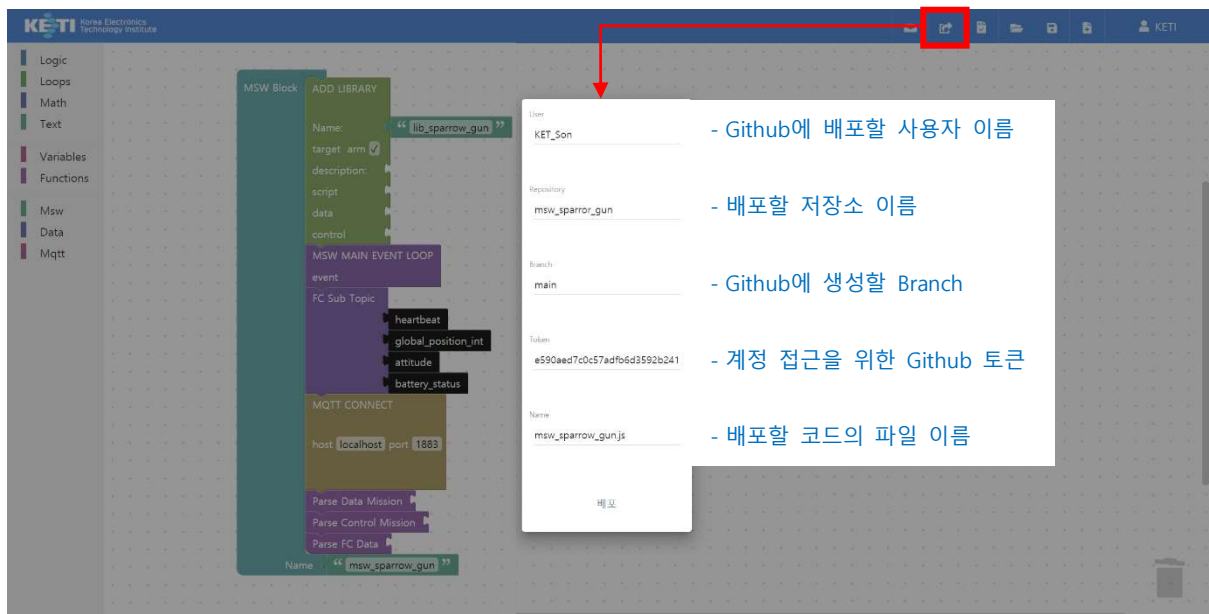 KETI Korea Electronics
Technology Institute
KETI
Logic
Loops
Math
Text
Variables
Functions
Msw
Data
Mqtt
MSW Block
ADD LIBRARY
Name: “ lib_sparrow_gun ”
target arm
description:
script
data
control
MSW MAIN EVENT LOOP
event
FC Sub Topic
heartbeat
global_position_int
attitude
battery_status
MQTT CONNECT
host localhost port 1883
Parse Data Mission
Parse Control Mission
Parse FC Data
Name “ msw_sparrow_gun ”
User
KET_Son
- Github에 배포할 사용자 이름
Repository
msw_sparror_gun
- 배포할 저장소 이름
Branch
main
- Github에 생성할 Branch
Token
e590aed7c0c57adfb6d3592b241
- 계정 접근을 위한 Github 토큰
Name
msw_sparrow_gun.js
- 배포할 코드의 파일 이름
배포